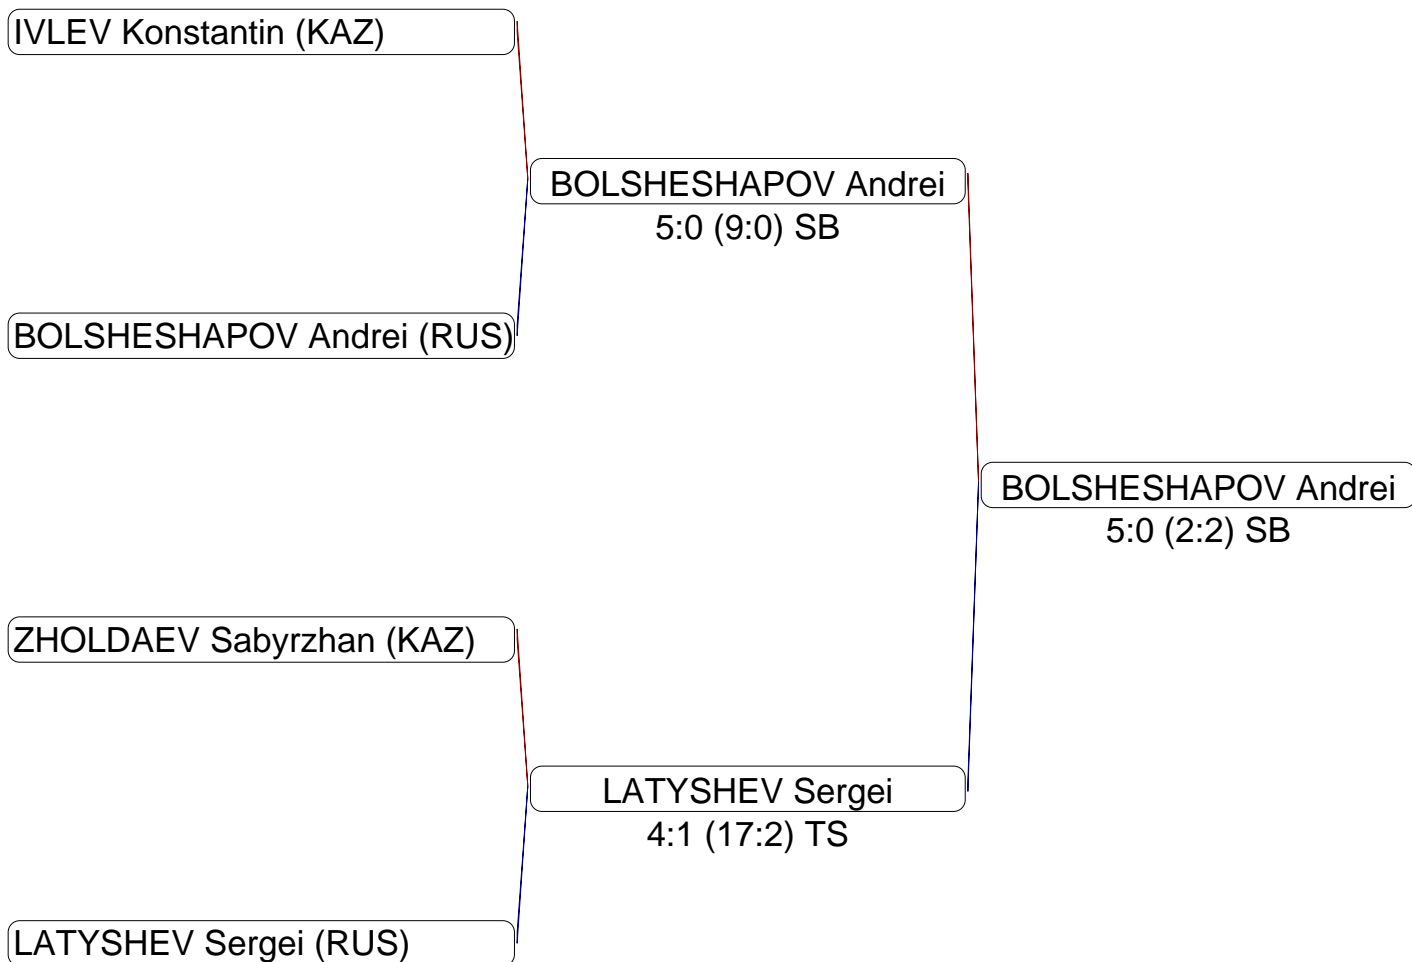 IVLEV Konstantin (KAZ)
BOLSHESHAPOV Andrei
5:0 (9:0) SB
BOLSHESHAPOV Andrei (RUS)
BOLSHESHAPOV Andrei
5:0 (2:2) SB
ZHOLDAEV Sabyrzhan (KAZ)
LATYSHEV Sergei
4:1 (17:2) TS
LATYSHEV Sergei (RUS)